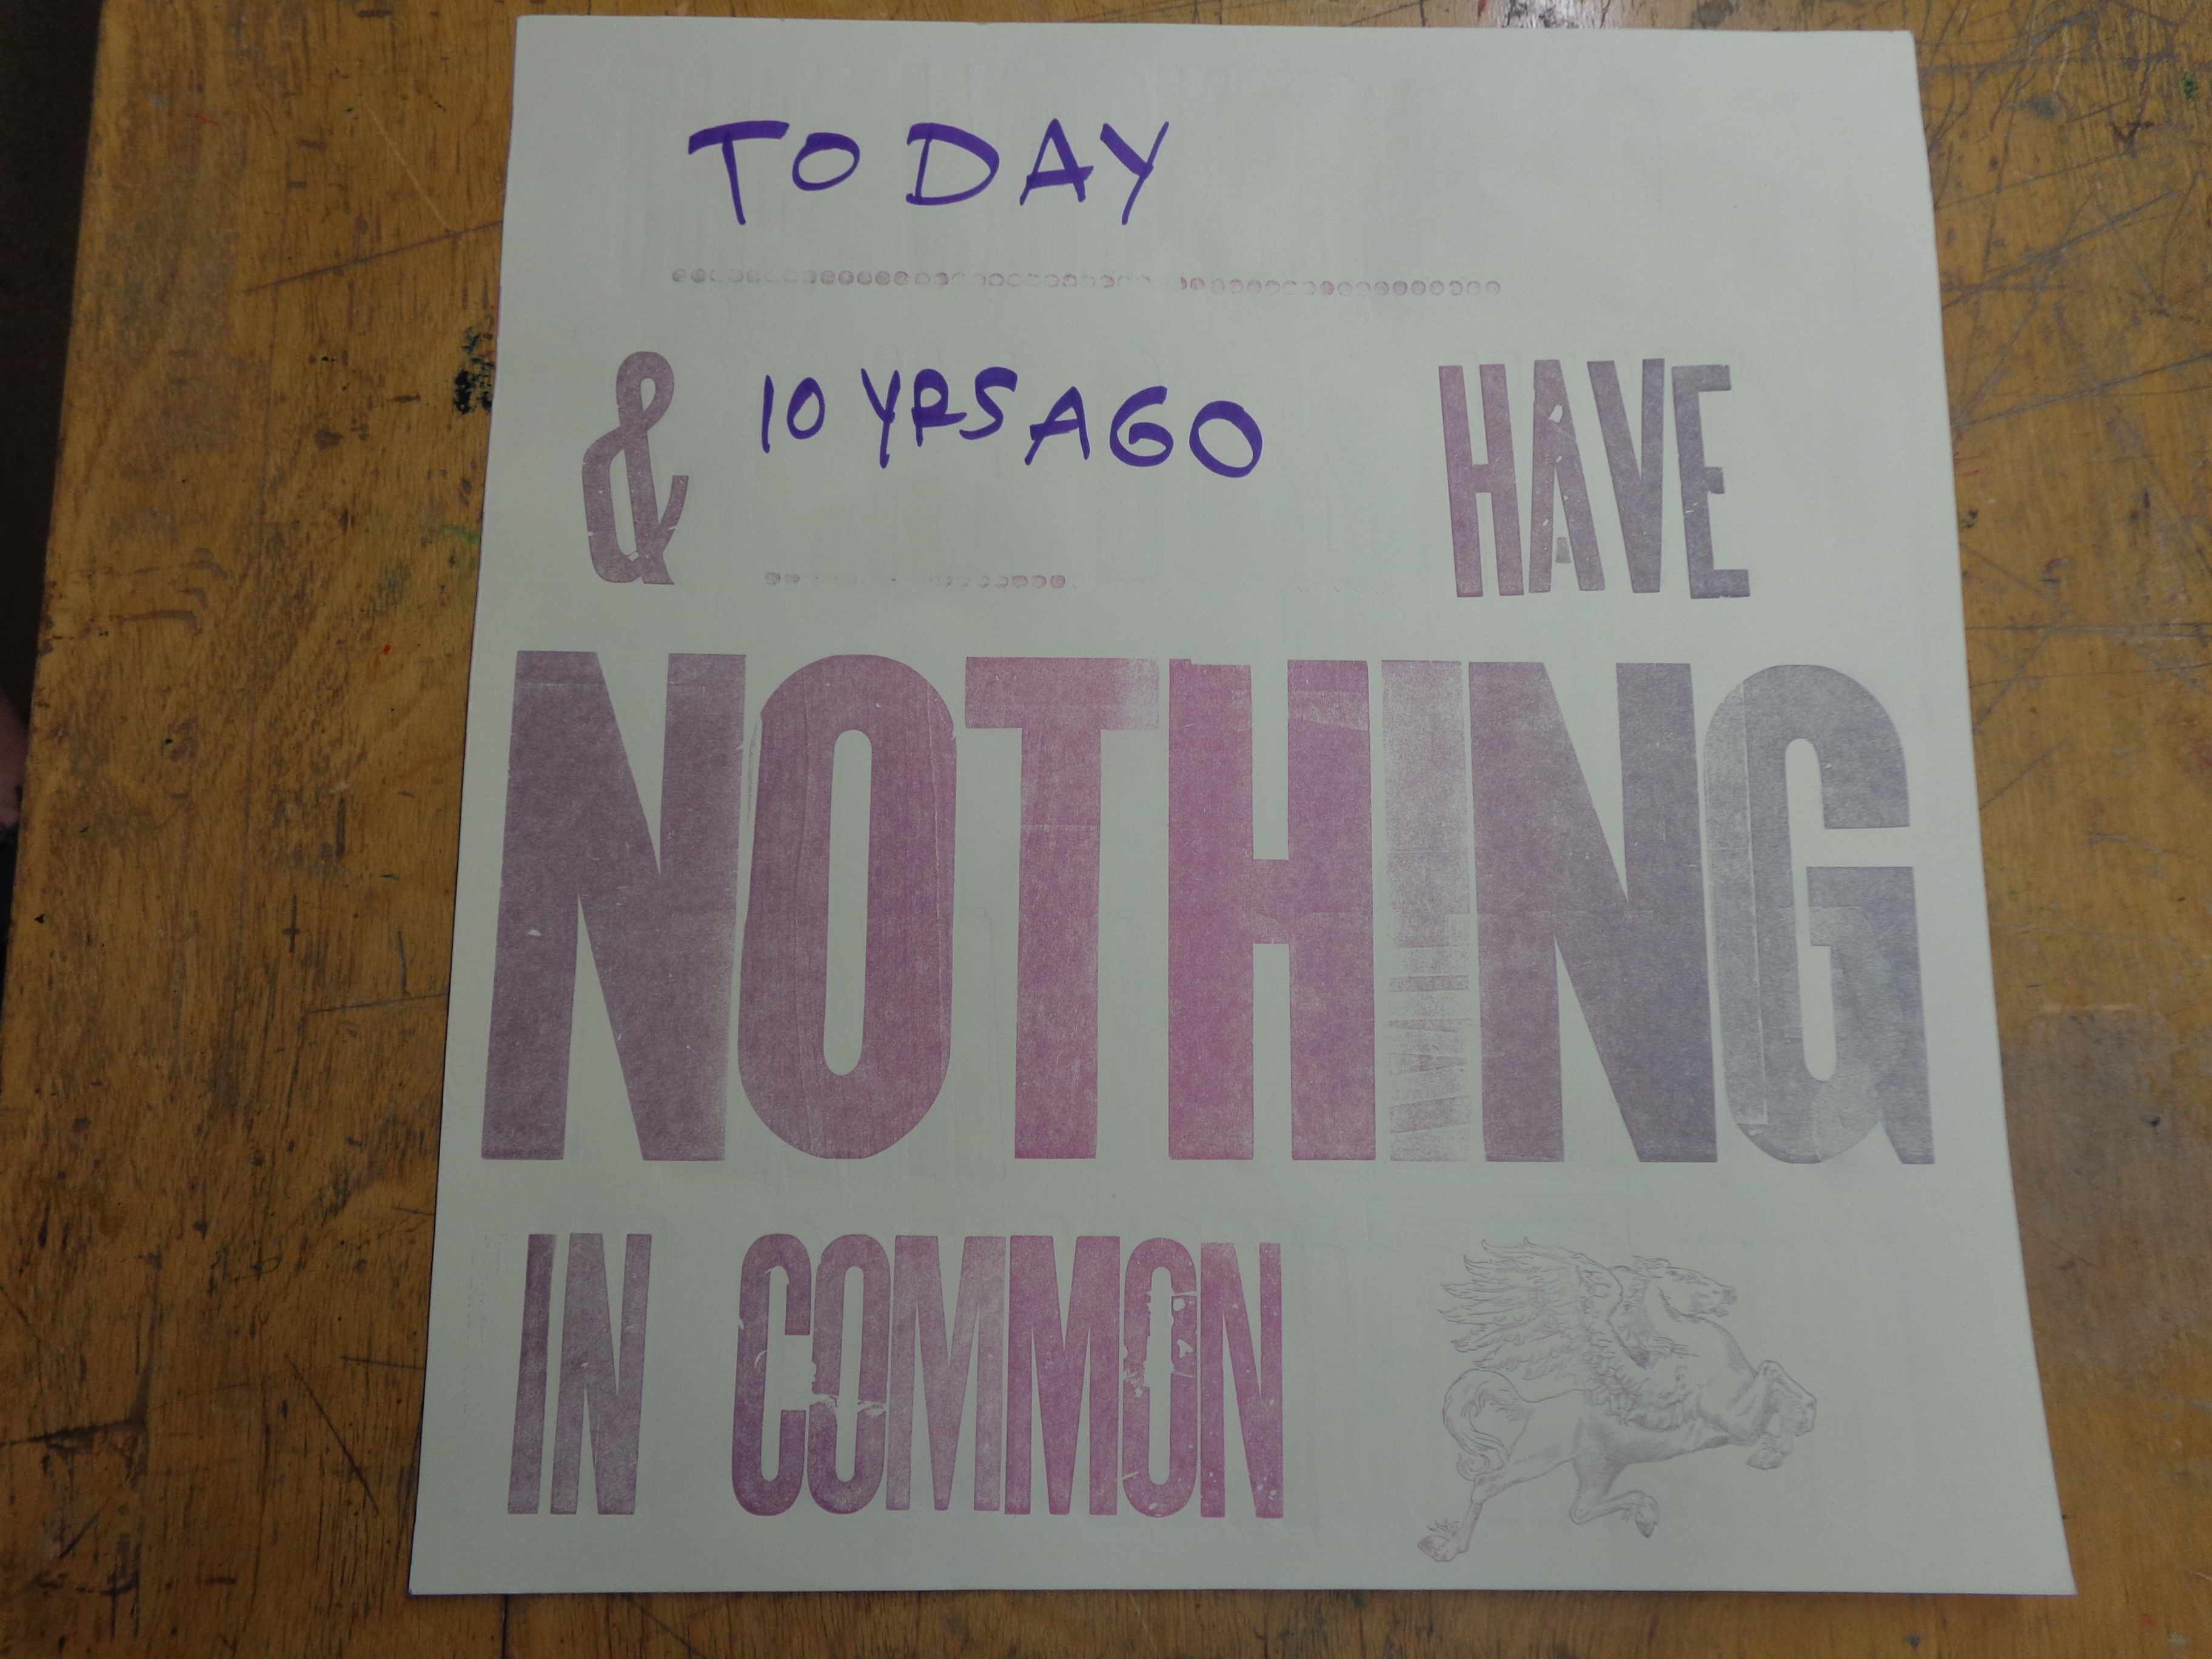 TODAY
& 10 YRS AGO HAVE
NOTHING
IN COMMON